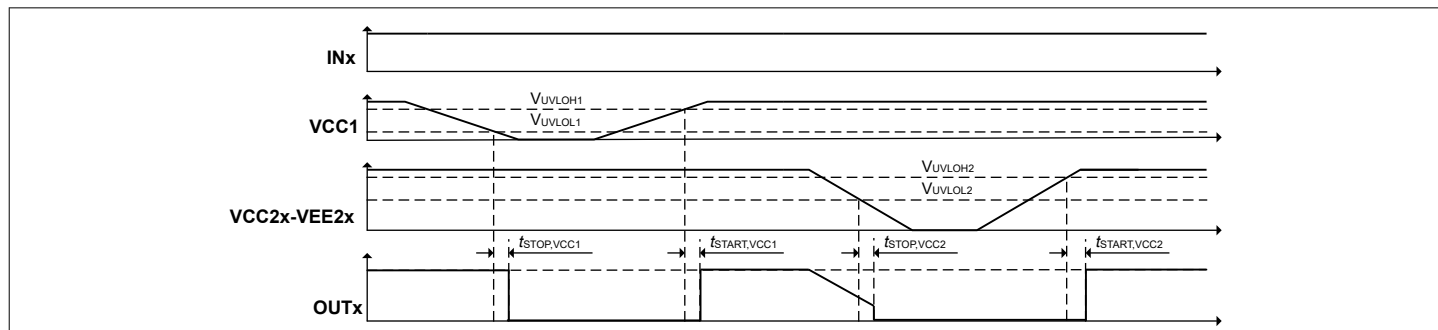 INx
VUVLOH1
VUVLOL1
VCC1
VUVLOH2
VUVLOL2
VCC2x-VEE2x
tSTOP,VCC1
tSTART,VCC1
tSTOP,VCC2
tSTART,VCC2
OUTx